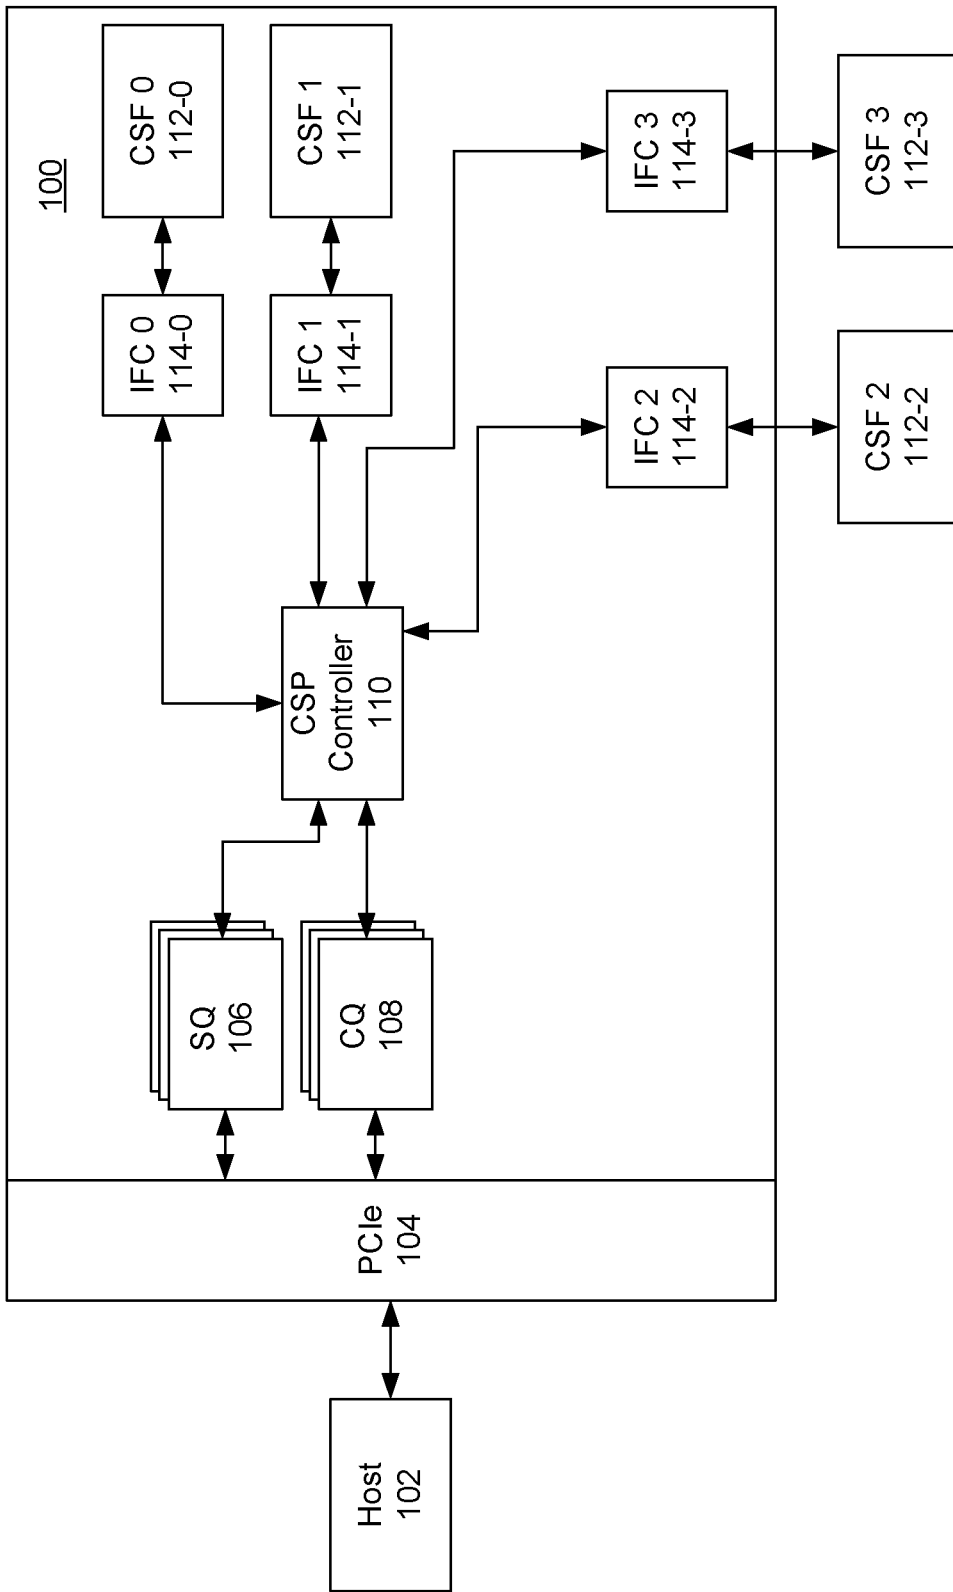 100
Host
102
PCIe
104
SQ
106
CQ
108
CSP
Controller
110
IFC 0
114-0
CSF 0
112-0
IFC 1
114-1
CSF 1
112-1
IFC 2
114-2
IFC 3
114-3
CSF 2
112-2
CSF 3
112-3